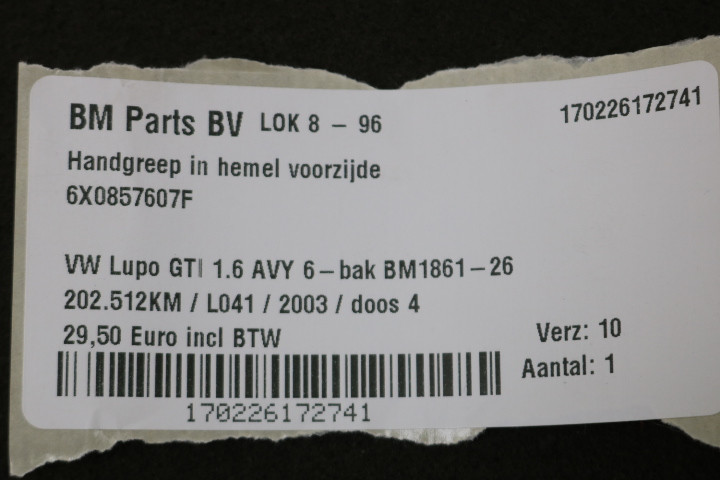 BM Parts BV LOK 8 - 96
170226172741
Handgreep in hemel voorzijde
6X0857607F
VW Lupo GTI 1.6 AVY 6-bak BM1861-26
202.512KM / L041 / 2003 / doos 4
29,50 Euro incl BTW
Verz: 10
Aantal: 1
170226172741